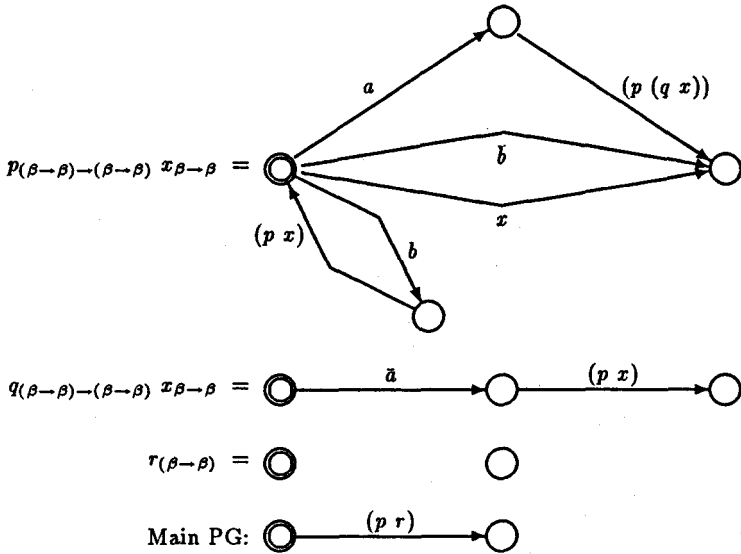 a
(p (q x))
p(β→β)→(β→β) xβ→β =
b
x
(p x)
b
q(β→β)→(β→β) xβ→β =
ā
(p x)
r(β→β) =
Main PG:
(p r)